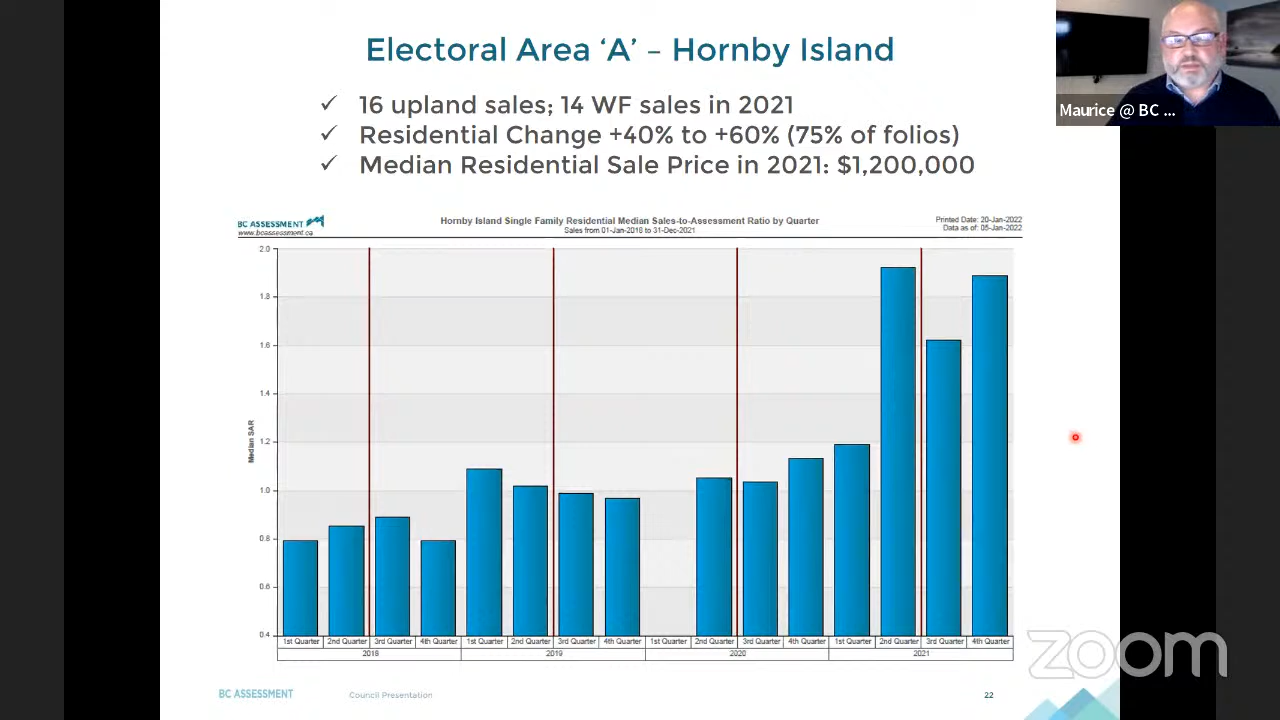 Electoral Area ‘A’ – Hornby Island
✓ 16 upland sales; 14 WF sales in 2021
✓ Residential Change +40% to +60% (75% of folios)
✓ Median Residential Sale Price in 2021: $1,200,000
Maurice @ BC ...
BC ASSESSMENT
www.bcassessment.ca
Hornby Island Single Family Residential Median Sales-to-Assessment Ratio by Quarter
Sales from 01-Jan-2018 to 31-Dec-2021
Printed Date: 20-Jan-2022
Data as of: 05-Jan-2022
2.0
1.8
1.6
1.4
1.2
1.0
0.8
0.6
0.4
Median SAR
1st Quarter 2nd Quarter 3rd Quarter 4th Quarter 1st Quarter 2nd Quarter 3rd Quarter 4th Quarter 1st Quarter 2nd Quarter 3rd Quarter 4th Quarter 1st Quarter 2nd Quarter 3rd Quarter 4th Quarter
2018 2019 2020 2021
zoom
BC ASSESSMENT Council Presentation 22